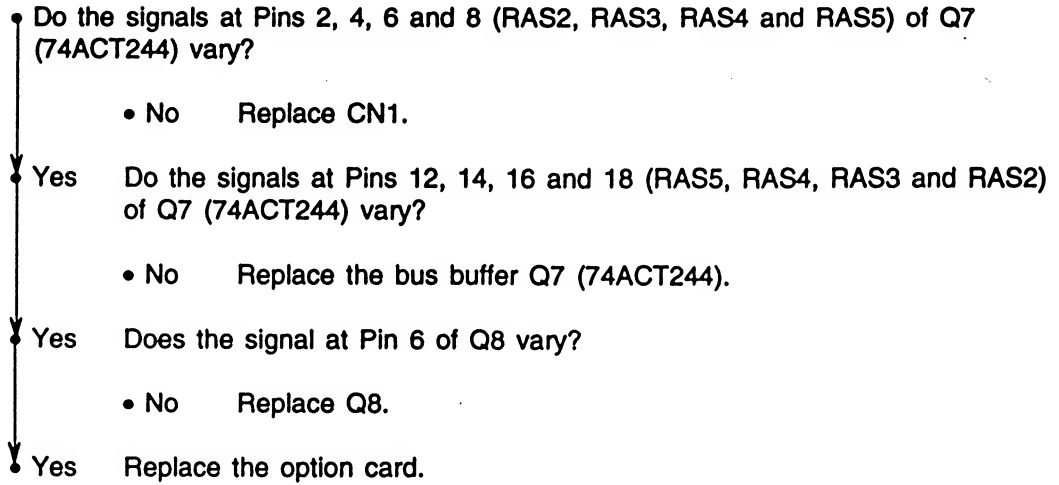 • Do the signals at Pins 2, 4, 6 and 8 (RAS2, RAS3, RAS4 and RAS5) of Q7
(74ACT244) vary?
• No Replace CN1.
Yes Do the signals at Pins 12, 14, 16 and 18 (RAS5, RAS4, RAS3 and RAS2)
of Q7 (74ACT244) vary?
• No Replace the bus buffer Q7 (74ACT244).
Yes Does the signal at Pin 6 of Q8 vary?
• No Replace Q8.
Yes Replace the option card.